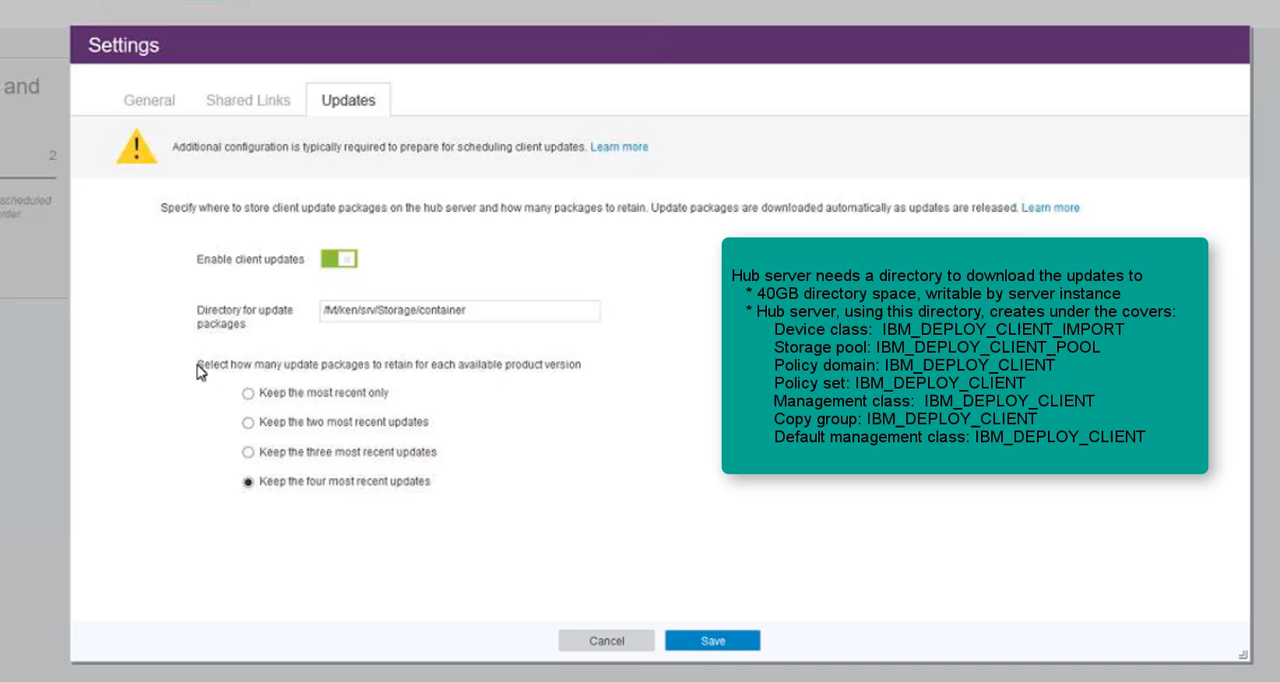 Settings
and
General
Shared Links
Updates
2
Additional configuration is typically required to prepare for scheduling client updates. Learn more
scheduled
Specify where to store client update packages on the hub server and how many packages to retain. Update packages are downloaded automatically as updates are released. Learn more
Enable client updates
Directory for update
packages
Select how many update packages to retain for each available product version
Keep the most recent only
Keep the two most recent updates
Keep the three most recent updates
Keep the four most recent updates
Hub server needs a directory to download the updates to
* 40GB directory space, writable by server instance
* Hub server, using this directory, creates under the covers:
Device class: IBM_DEPLOY_CLIENT_IMPORT
Storage pool: IBM_DEPLOY_CLIENT_POOL
Policy domain: IBM_DEPLOY_CLIENT
Policy set: IBM_DEPLOY_CLIENT
Management class: IBM_DEPLOY_CLIENT
Copy group: IBM_DEPLOY_CLIENT
Default management class: IBM_DEPLOY_CLIENT
Cancel
Save